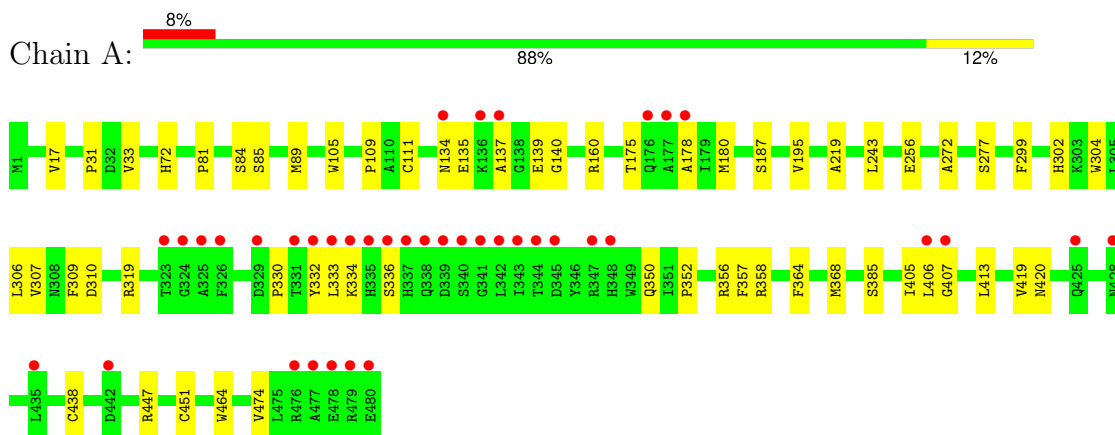 8%
Chain A:
88% 12%
M1 V17 P31 D32 V33 H72 P81 S84 S85 M89 W105 P109 A110 C111 N134 E135 K136 A137 G138 E139 G140 R160 T175 Q176 A177 A178 I179 M180 S187 V195 A219 L243 E256 A272 S277 F299 H302 K303 W304 L305
L306 V307 N308 F309 D310 R319 T323 G324 A325 F326 D329 P330 T331 Y332 L333 K334 H335 S336 H337 Q338 D339 S340 G341 L342 I343 T344 D345 Y346 R347 H348 W349 Q350 I351 P352 R356 F357 R358 F364 M368 S385 I405 L406 G407 L413 V419 N420 Q425 N428
L435 C438 D442 R447 C451 W464 V474 L475 R476 A477 E478 R479 E480